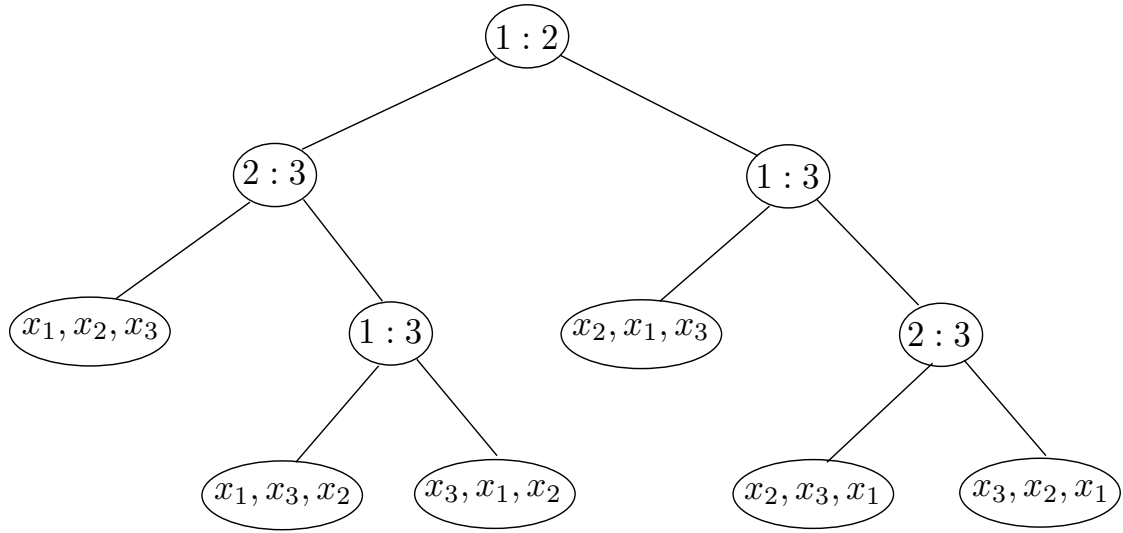 1 : 2
2 : 3
1 : 3
x₁, x₂, x₃
1 : 3
x₂, x₁, x₃
2 : 3
x₁, x₃, x₂
x₃, x₁, x₂
x₂, x₃, x₁
x₃, x₂, x₁